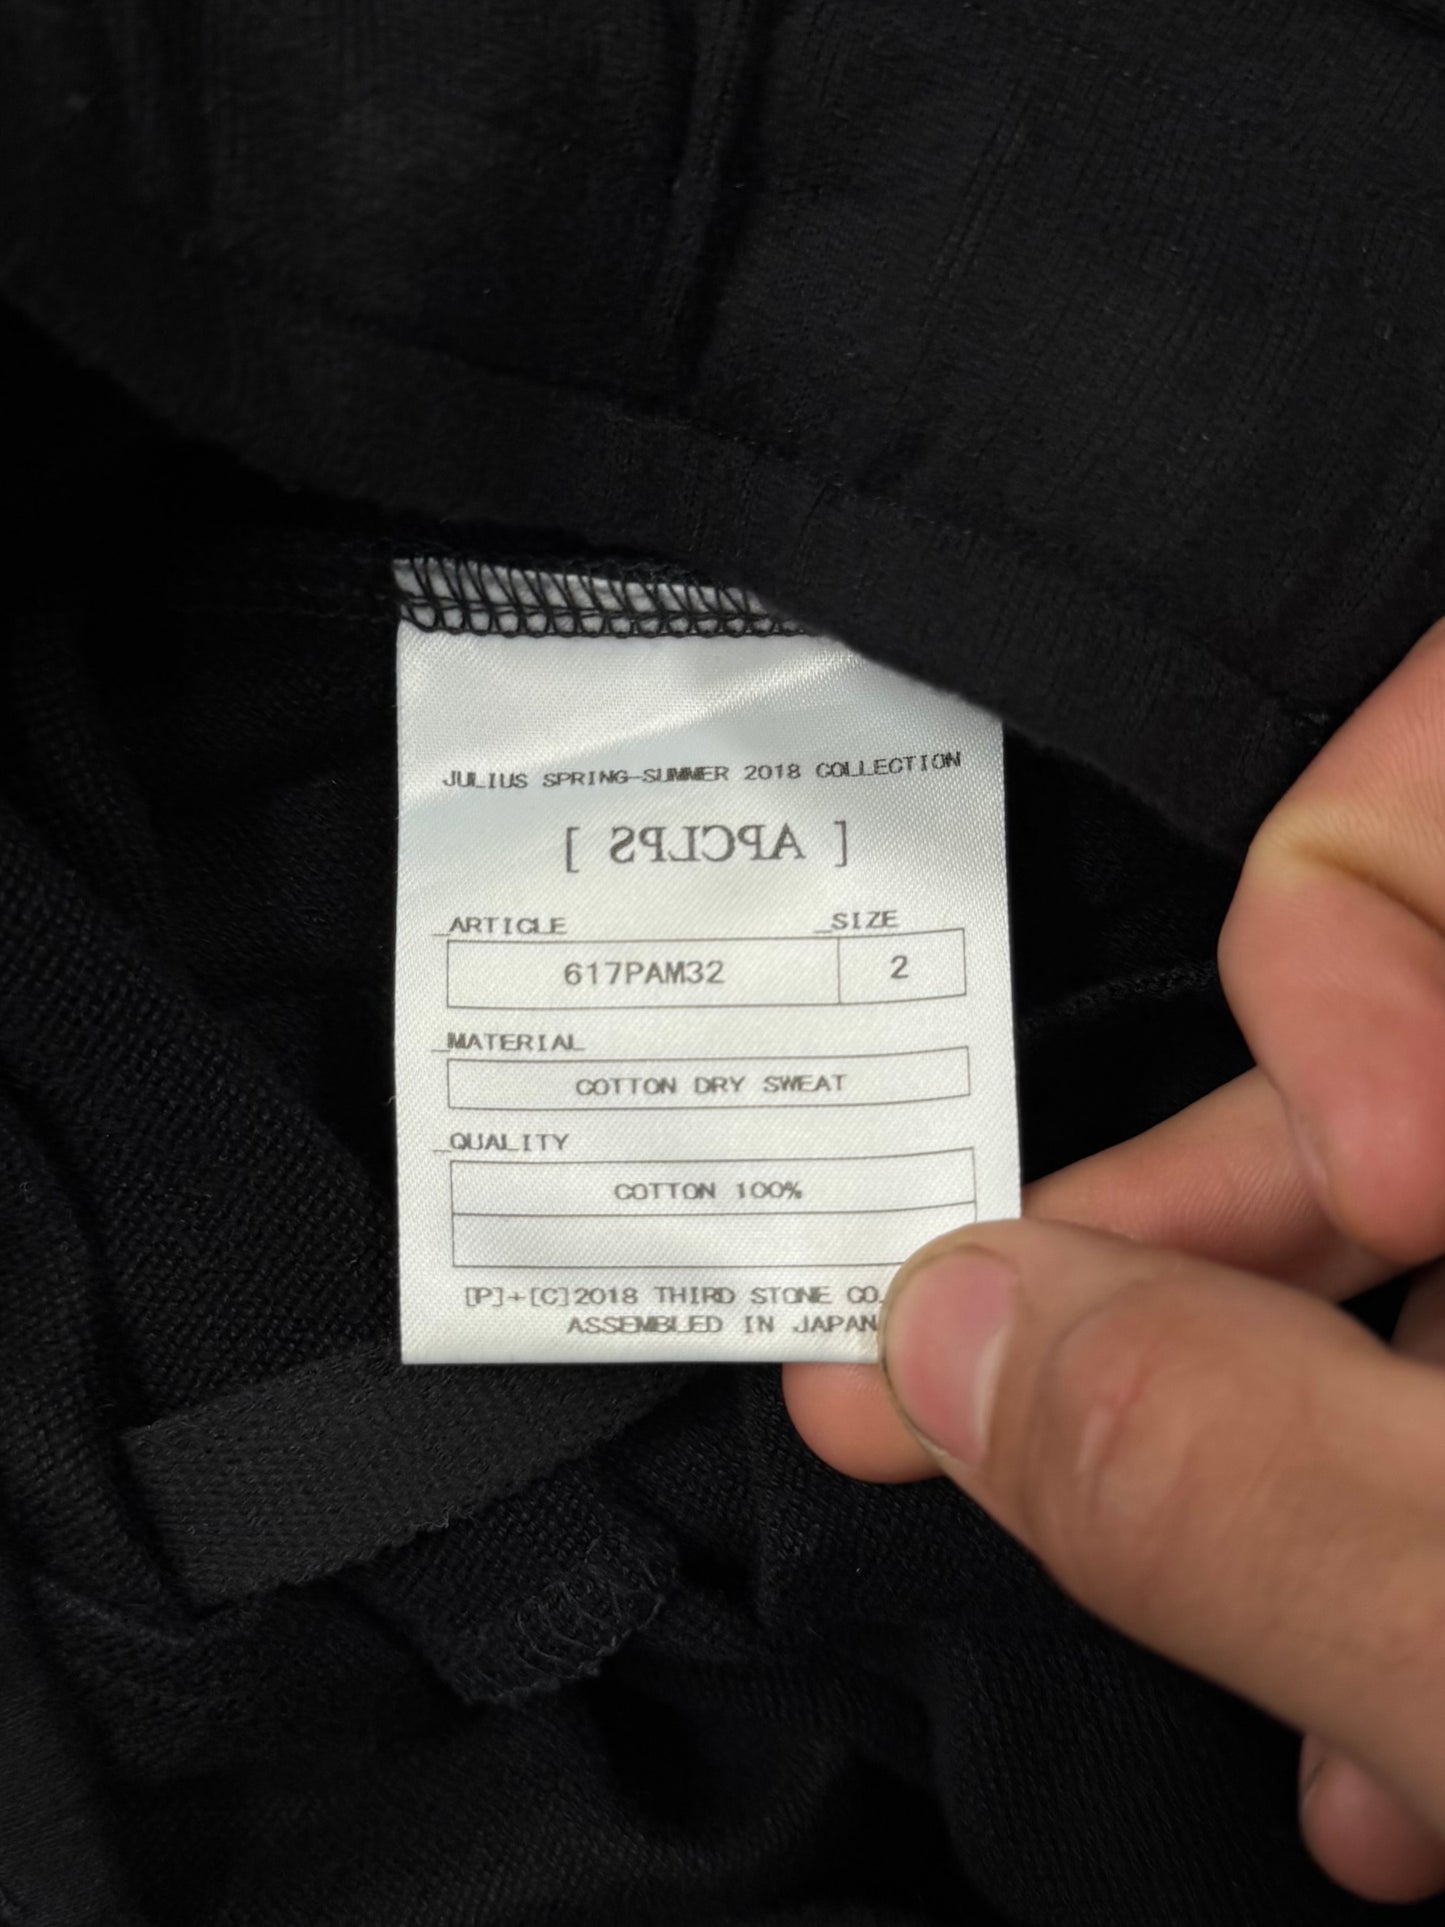 JULIUS SPRING-SUMMER 2018 COLLECTION
[ APCLPS ]
_ARTICLE _SIZE
617PAM32 2
_MATERIAL
COTTON DRY SWEAT
_QUALITY
COTTON 100%
[P]+[C]2018 THIRD STONE CO.
ASSEMBLED IN JAPAN